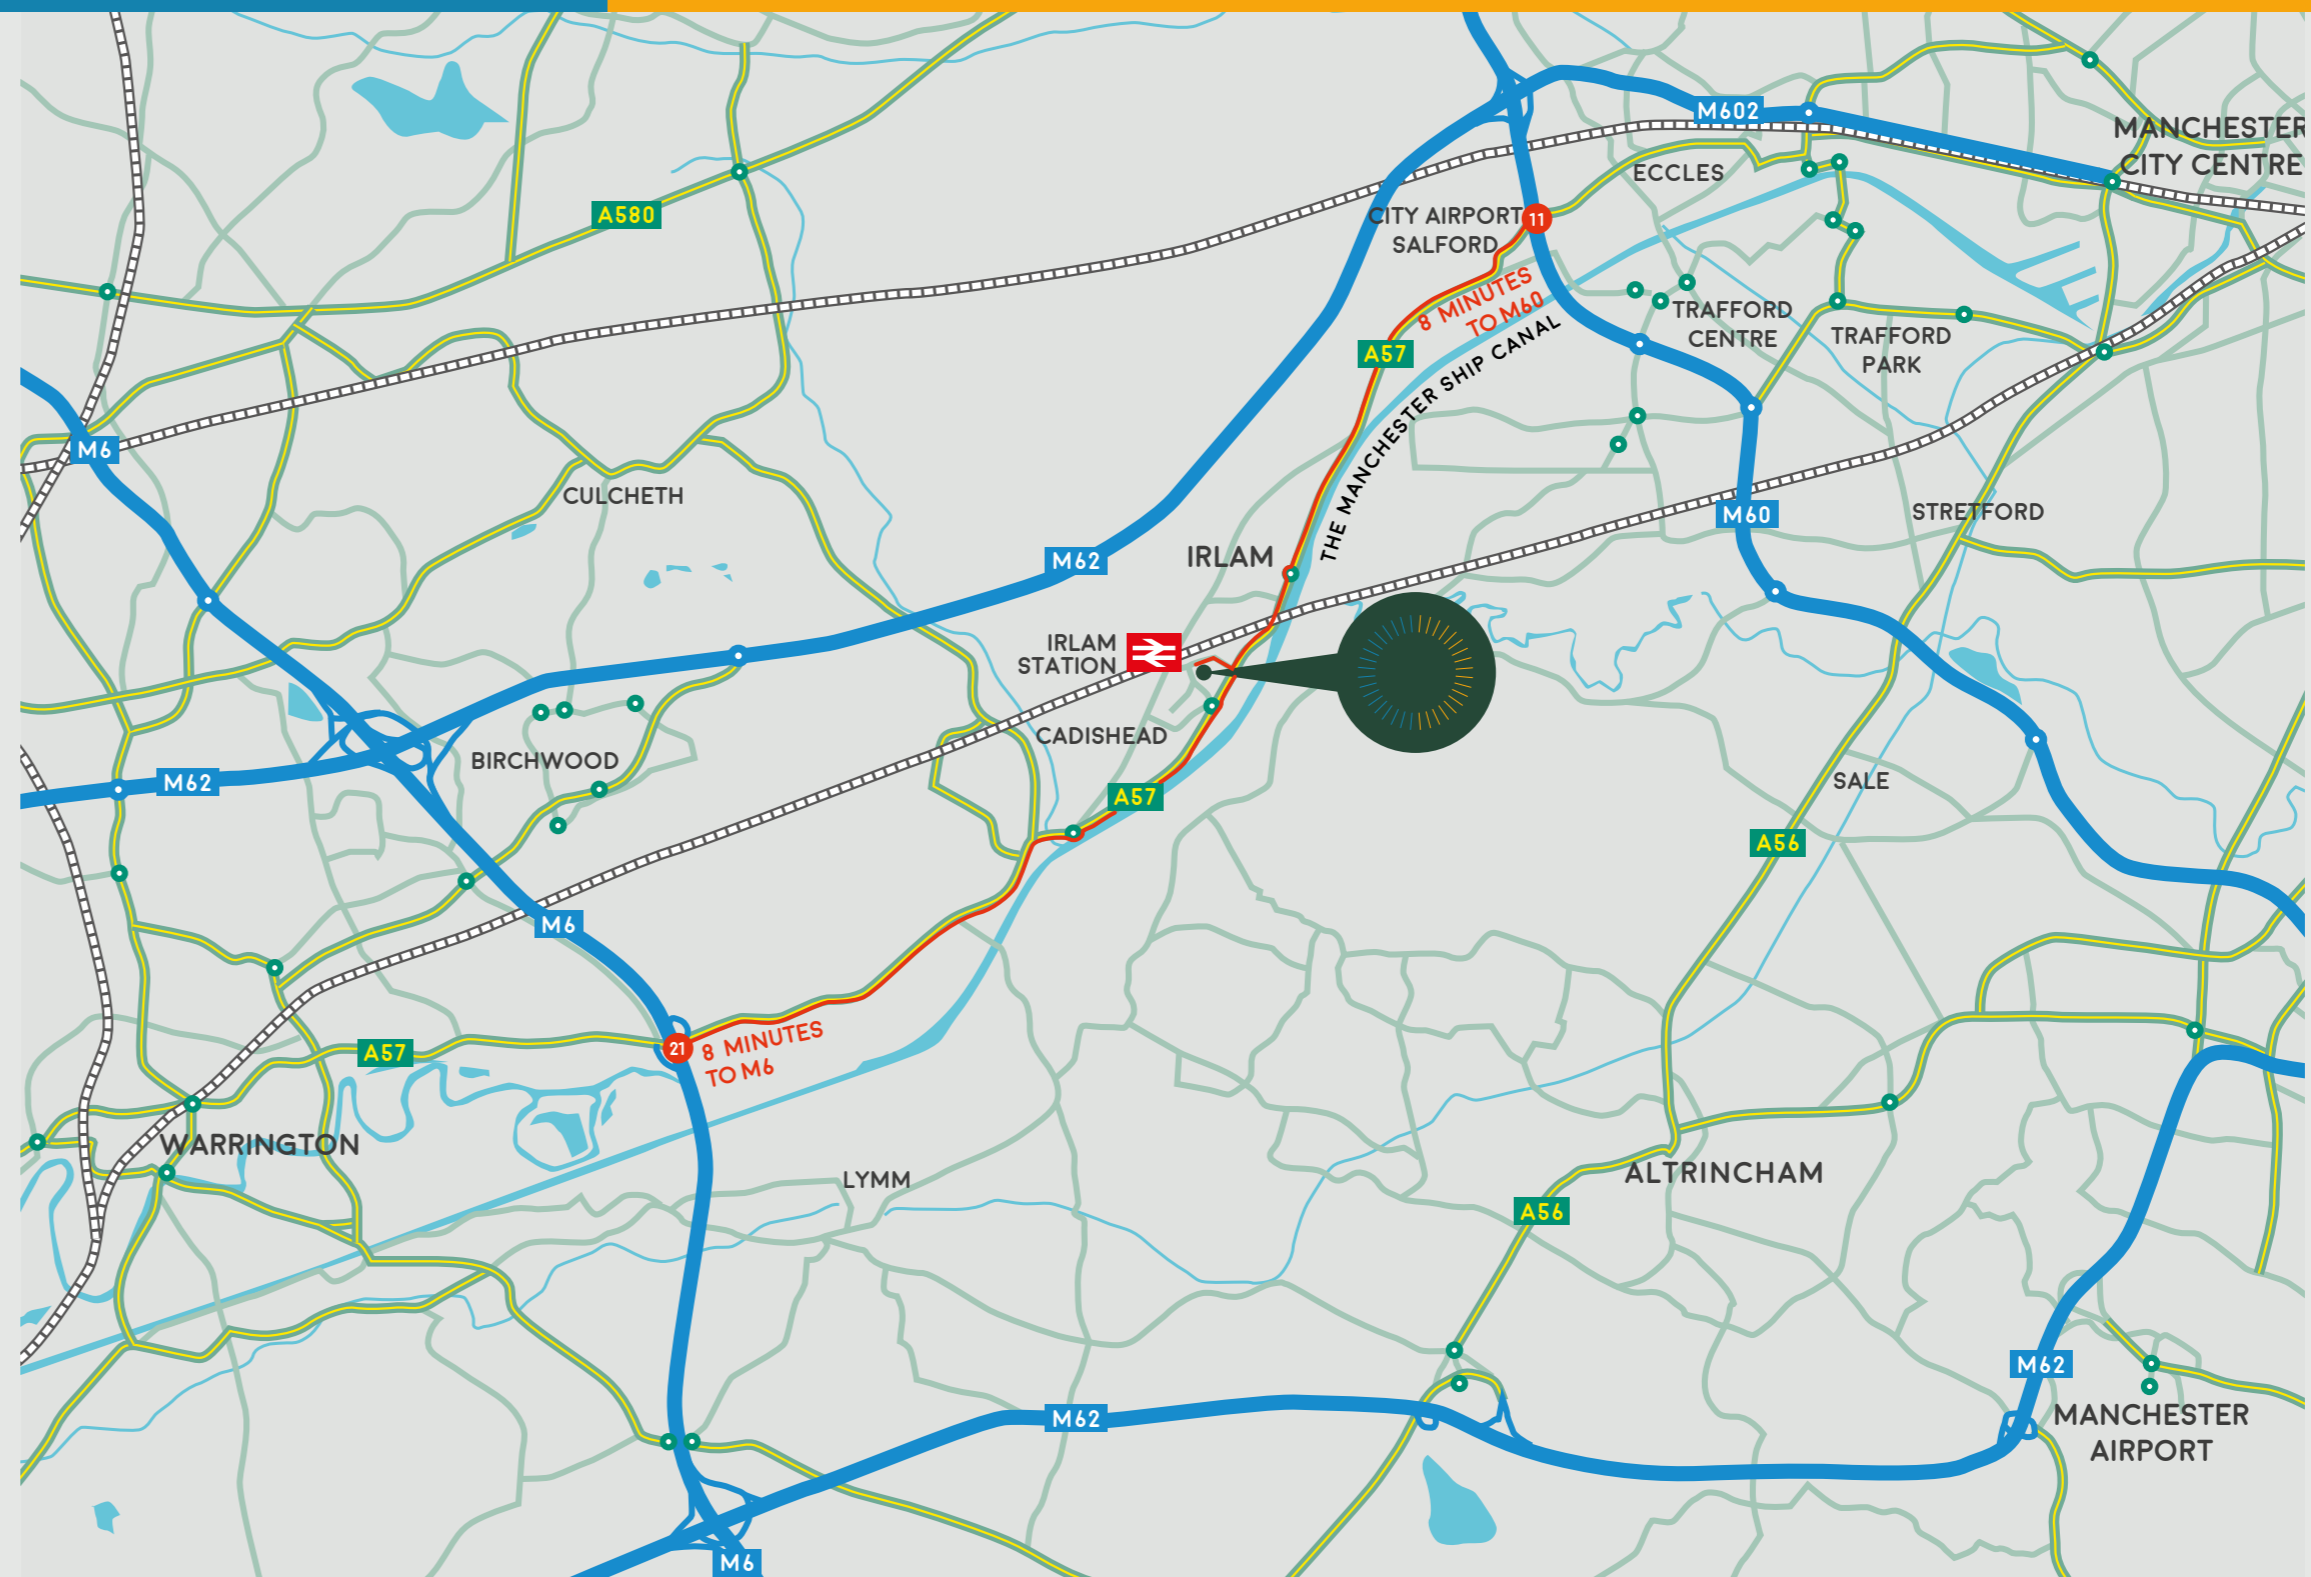 M602
MANCHESTER
CITY CENTRE
ECCLES
A580
CITY AIRPORT
SALFORD
11
8 MINUTES
TO M60
TRAFFORD
CENTRE
TRAFFORD
PARK
A57
THE MANCHESTER SHIP CANAL
M6
CULCHETH
M60
STRETFORD
M62
IRLAM
IRLAM
STATION
CADISHEAD
BIRCHWOOD
M62
SALE
A57
A56
M6
A57
21
8 MINUTES
TO M6
WARRINGTON
LYMM
ALTRINCHAM
A56
M62
M62
MANCHESTER
AIRPORT
M6